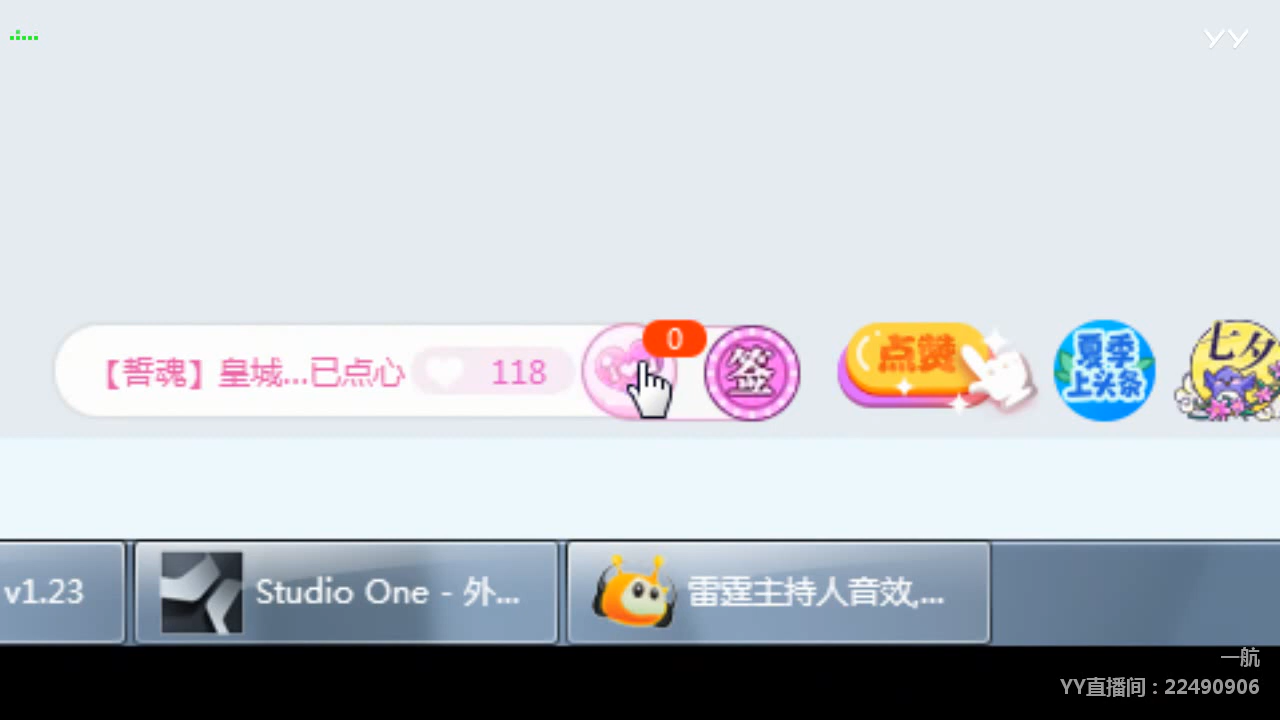 YY
【誓魂】皇城...已点心
118
0
签
点赞
夏季
上头条
七夕
v1.23
Studio One - 外...
雷霆主持人音效,...
一航
YY直播间：22490906